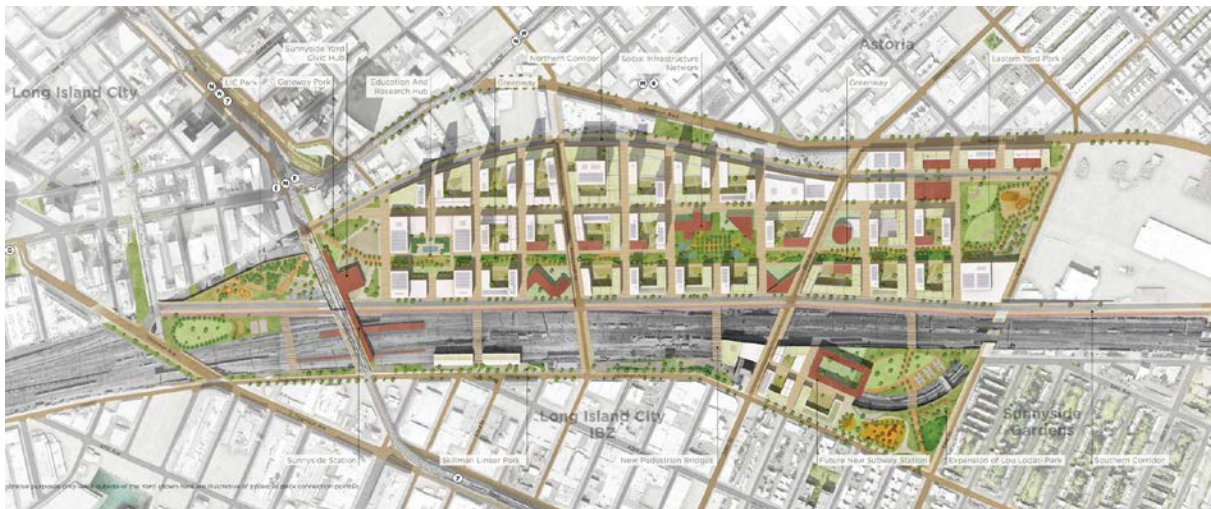 Sunnyside Yard
Civic Hub
Northern Corridor
Social Infrastructure
Network
Astoria
Eastern Yard Park
LIC Park
Gateway Park
Education And
Research Hub
Greenway
Greenway
Long Island City
Long Island City
IBZ
Sunnyside
Gardens
Sunnyside Station
Skillman Linear Park
New Pedestrian Bridges
Future New Subway Station
Expansion of Lou Lodati Park
Southern Corridor